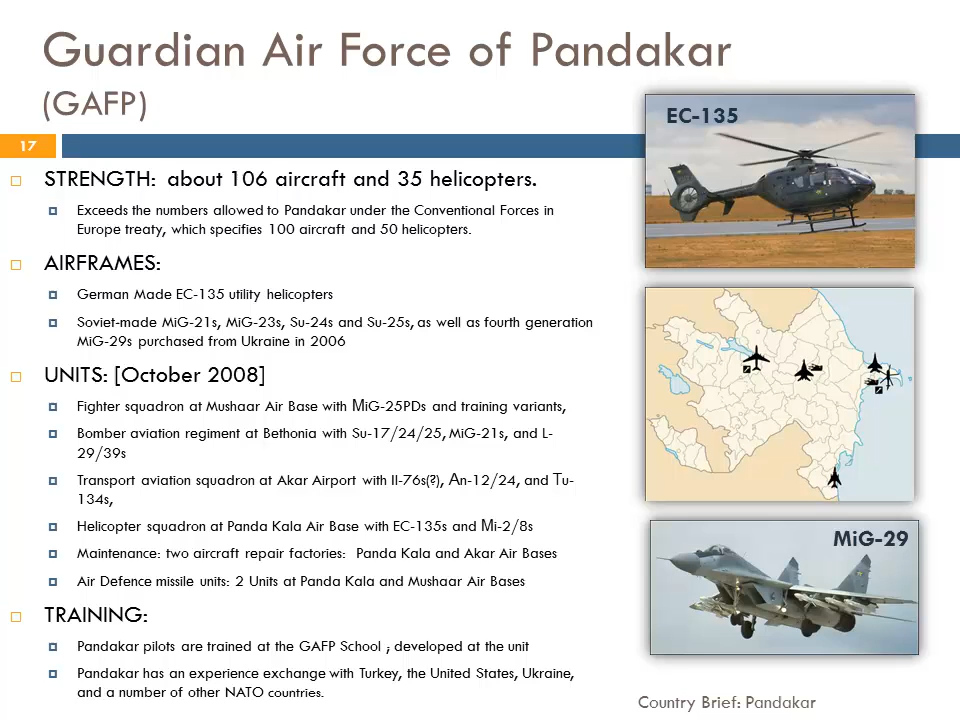 Guardian Air Force of Pandakar
(GAFP)
17
STRENGTH: about 106 aircraft and 35 helicopters.
Exceeds the numbers allowed to Pandakar under the Conventional Forces in
Europe treaty, which specifies 100 aircraft and 50 helicopters.
AIRFRAMES:
German Made EC-135 utility helicopters
Soviet-made MiG-21s, MiG-23s, Su-24s and Su-25s, as well as fourth generation
MiG-29s purchased from Ukraine in 2006
UNITS: [October 2008]
Fighter squadron at Mushaar Air Base with MiG-25PDs and training variants,
Bomber aviation regiment at Bethonia with Su-17/24/25, MiG-21s, and L-
29/39s
Transport aviation squadron at Akar Airport with Il-76s(?), An-12/24, and Tu-
134s,
Helicopter squadron at Panda Kala Air Base with EC-135s and Mi-2/8s
Maintenance: two aircraft repair factories: Panda Kala and Akar Air Bases
Air Defence missile units: 2 Units at Panda Kala and Mushaar Air Bases
TRAINING:
Pandakar pilots are trained at the GAFP School ; developed at the unit
Pandakar has an experience exchange with Turkey, the United States, Ukraine,
and a number of other NATO countries.
EC-135
MiG-29
Country Brief: Pandakar